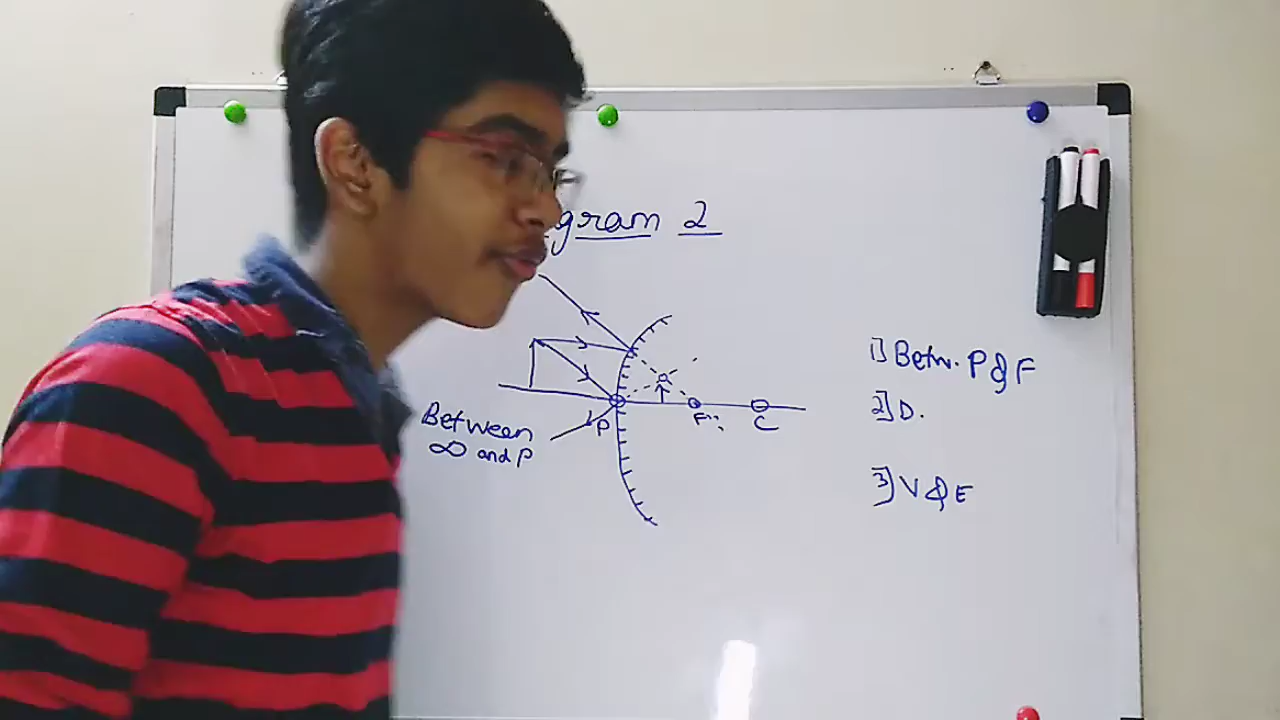 gram 2
Between
∞ and P
P
F
C
1] Betn. P & F
2] D.
3] V & E